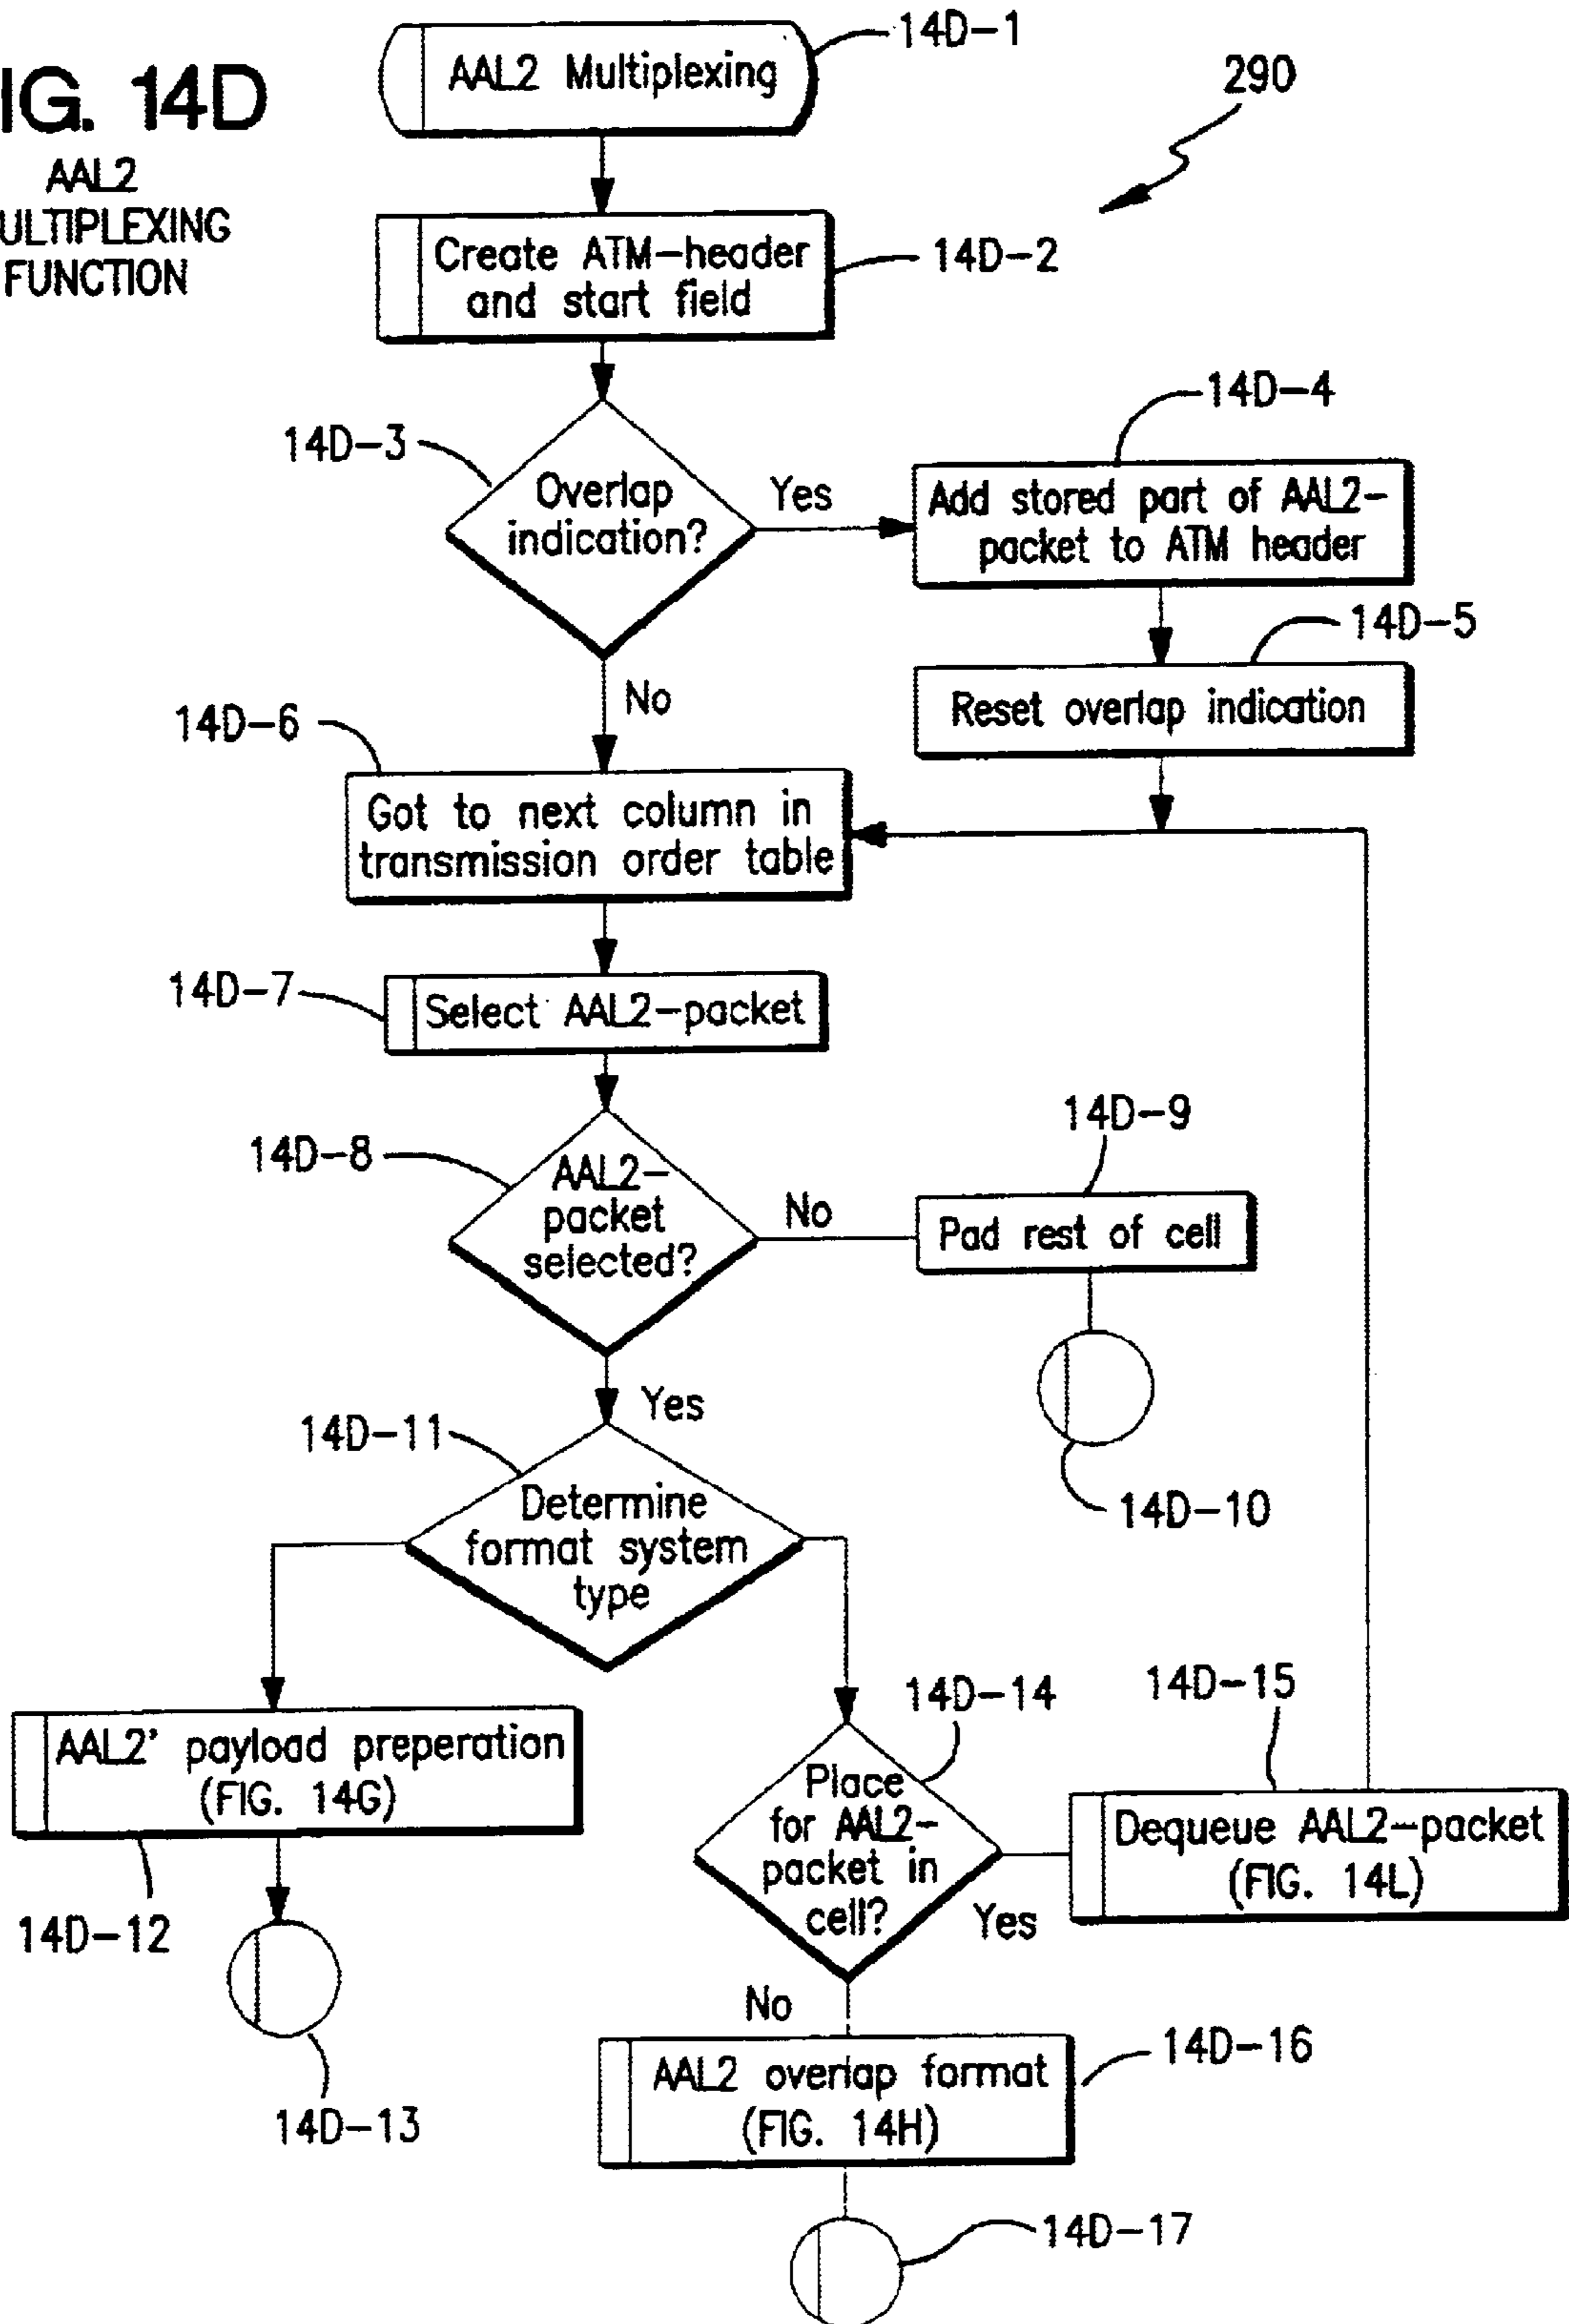 IG. 14D
AAL2
ULTIPLEXING
FUNCTION
AAL2 Multiplexing
14D-1
290
Create ATM-header
and start field
14D-2
14D-3
Overlap
indication?
Yes
14D-4
Add stored part of AAL2-
packet to ATM header
14D-5
Reset overlap indication
No
14D-6
Got to next column in
transmission order table
14D-7
Select AAL2-packet
14D-8
AAL2-
packet
selected?
No
14D-9
Pad rest of cell
14D-10
Yes
14D-11
Determine
format system
type
AAL2' payload preperation
(FIG. 14G)
14D-12
14D-13
14D-14
Place
for AAL2-
packet in
cell?
Yes
14D-15
Dequeue AAL2-packet
(FIG. 14L)
No
AAL2 overlap format
(FIG. 14H)
14D-16
14D-17